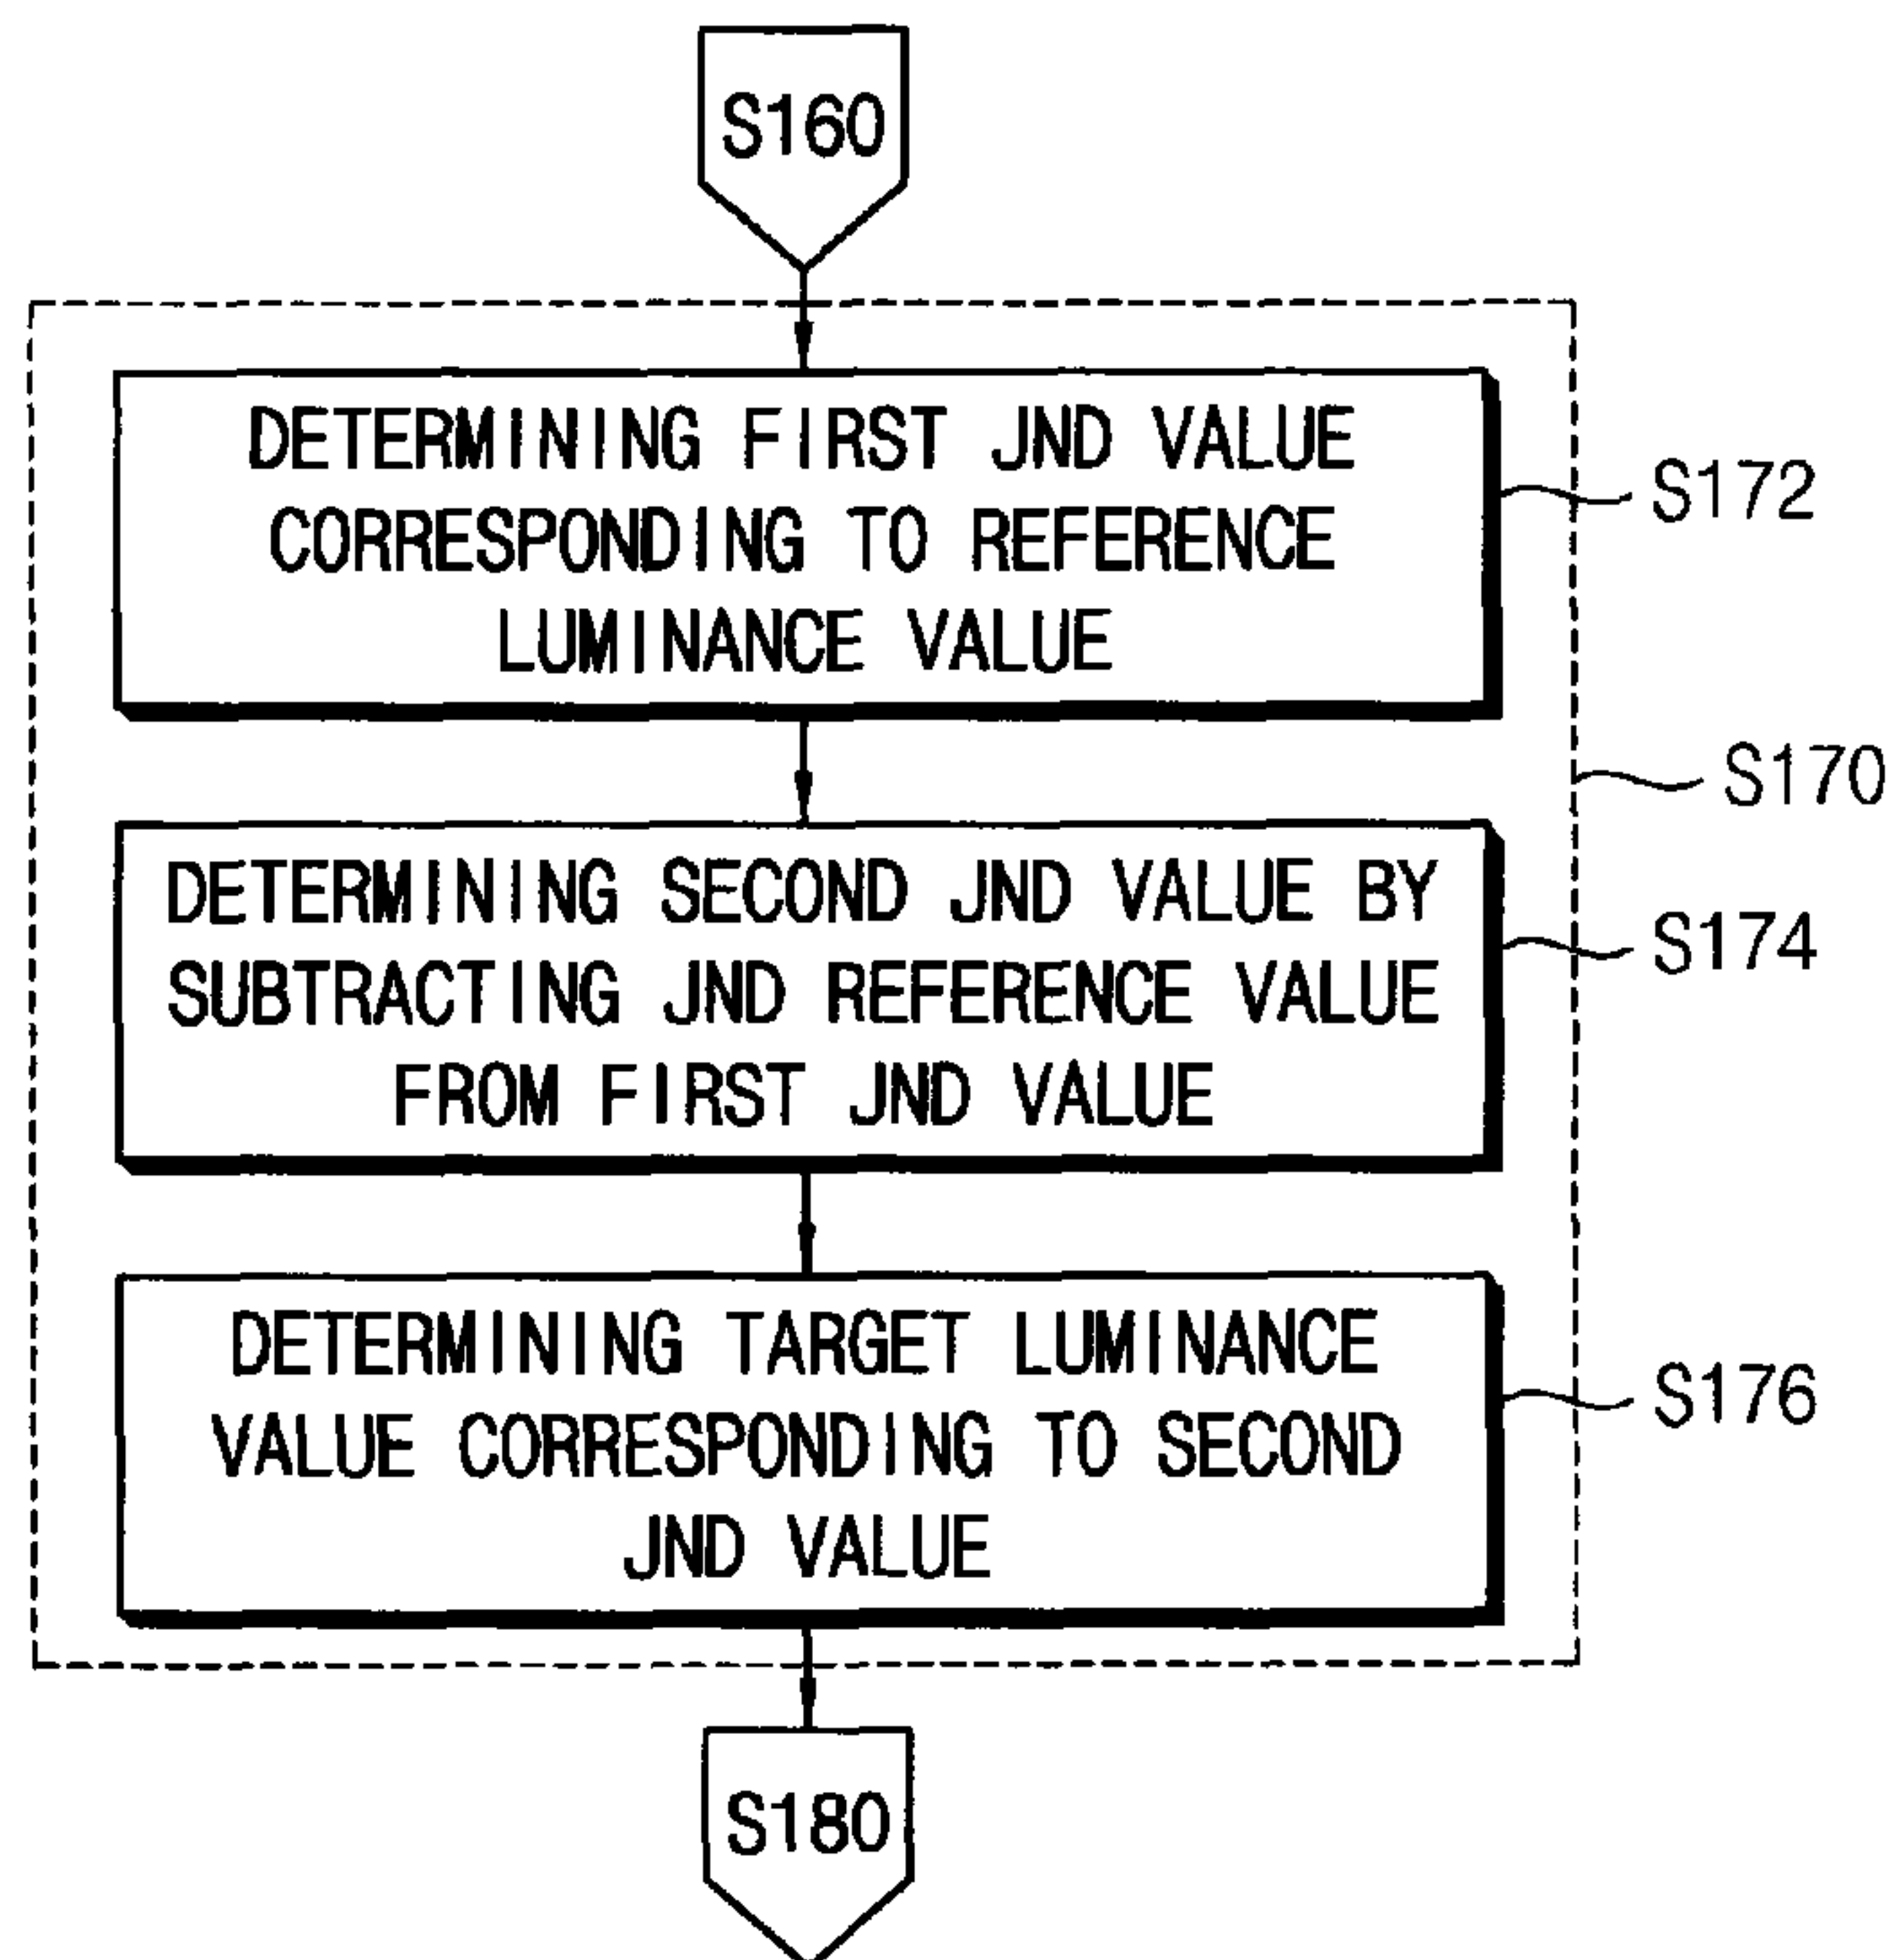 S160
DETERMINING FIRST JND VALUE
CORRESPONDING TO REFERENCE
LUMINANCE VALUE
S172
S170
DETERMINING SECOND JND VALUE BY
SUBTRACTING JND REFERENCE VALUE
FROM FIRST JND VALUE
S174
DETERMINING TARGET LUMINANCE
VALUE CORRESPONDING TO SECOND
JND VALUE
S176
S180